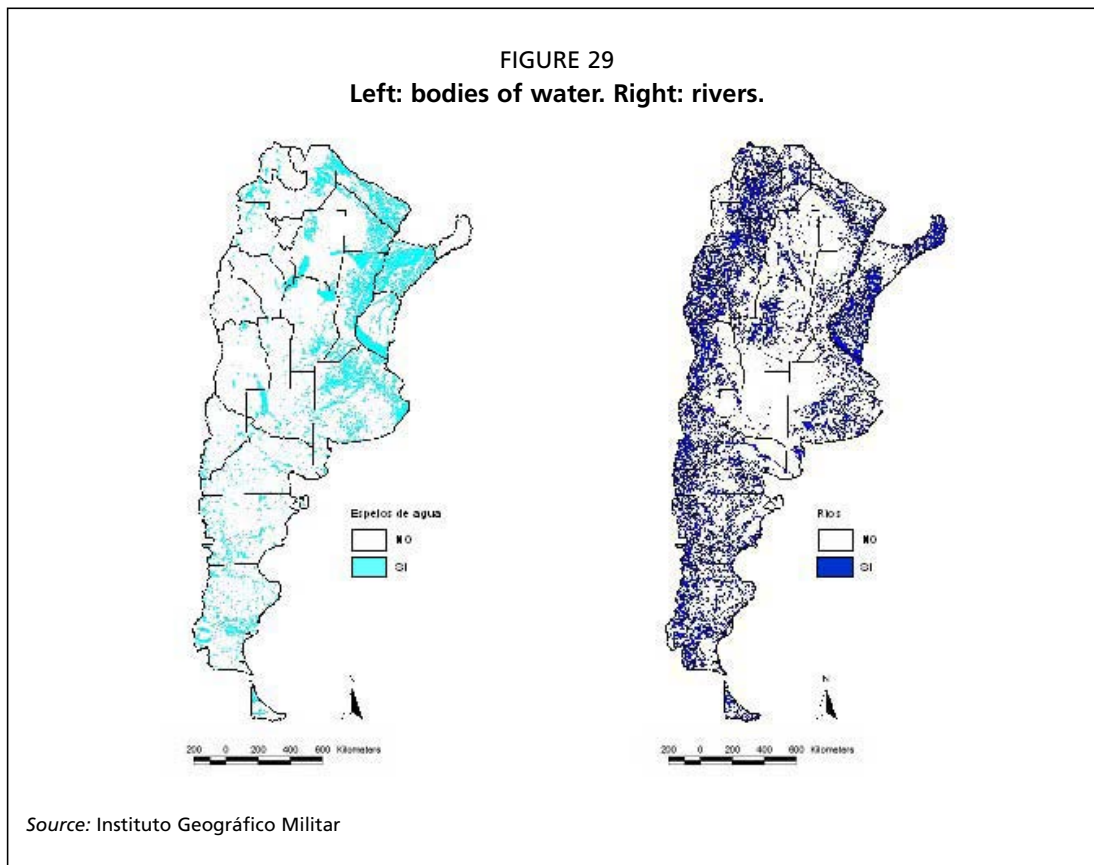 FIGURE 29
Left: bodies of water. Right: rivers.
Espelos de agua
NO
SI
N
200 0 200 400 600 Kilometers
Ríos
NO
SI
N
200 0 200 400 600 Kilometers
Source: Instituto Geográfico Militar